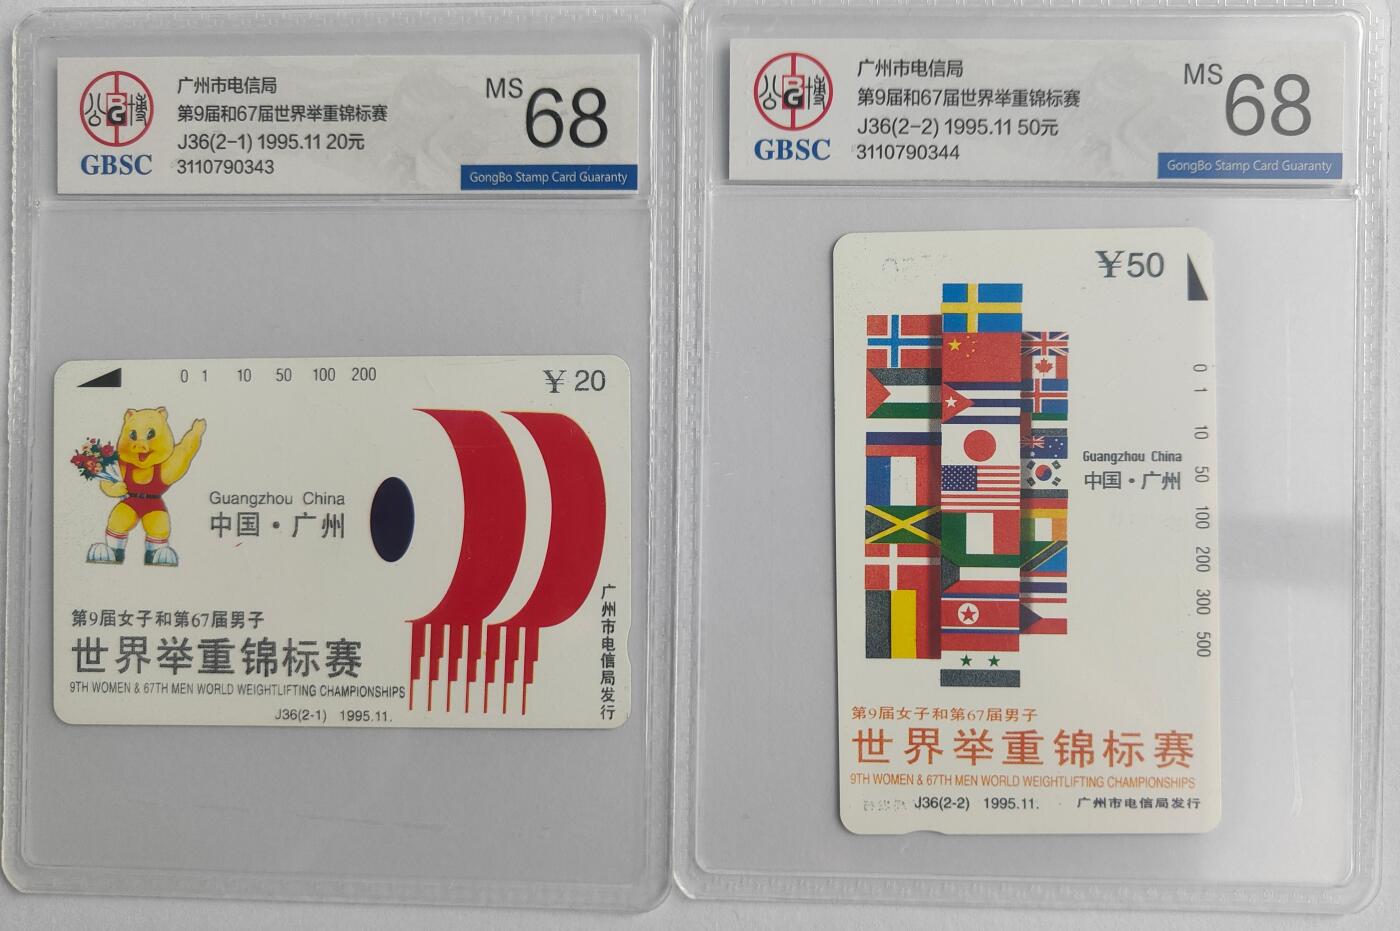 公博
BG
GBSC
广州市电信局
第9届和67届世界举重锦标赛
J36(2-1) 1995.11 20元
3110790343
MS 68
GongBo Stamp Card Guaranty
0 1 10 50 100 200
¥ 20
Guangzhou China
中国·广州
第9届女子和第67届男子
世界举重锦标赛
9TH WOMEN & 67TH MEN WORLD WEIGHTLIFTING CHAMPIONSHIPS
J36(2-1) 1995.11.
广州市电信局发行
公博
BG
GBSC
广州市电信局
第9届和67届世界举重锦标赛
J36(2-2) 1995.11 50元
3110790344
MS 68
GongBo Stamp Card Guaranty
¥50
0 1 10 50 100 200 300 500
Guangzhou China
中国·广州
第9届女子和第67届男子
世界举重锦标赛
9TH WOMEN & 67TH MEN WORLD WEIGHTLIFTING CHAMPIONSHIPS
J36(2-2) 1995.11. 广州市电信局发行